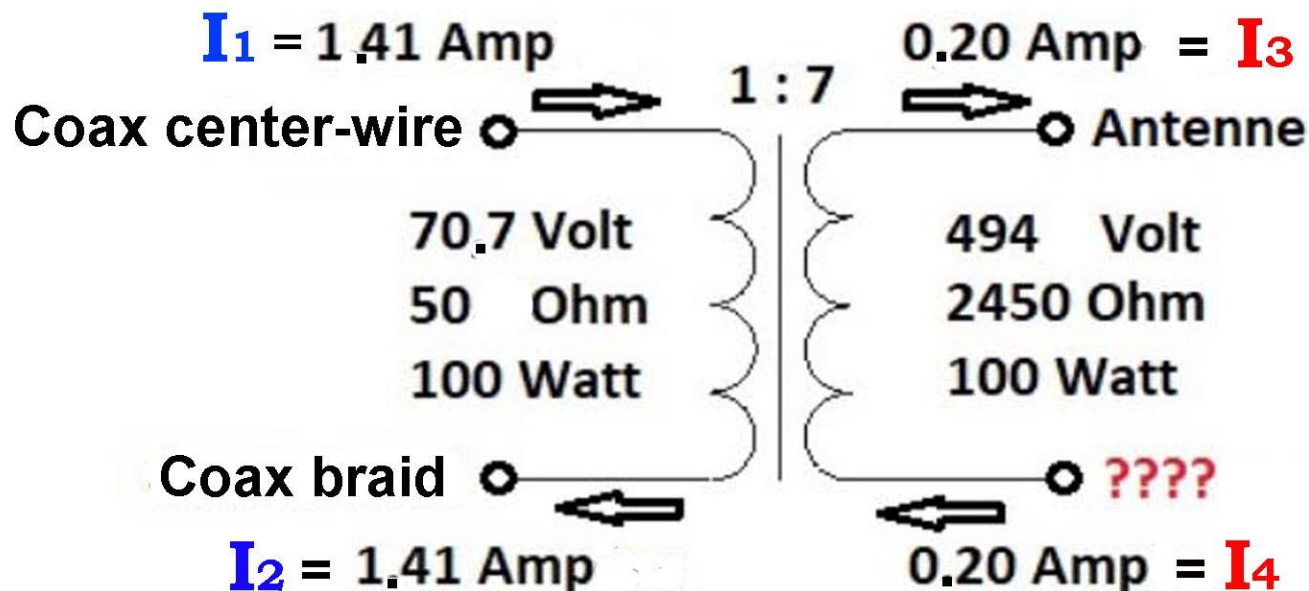 I1 = 1.41 Amp
0.20 Amp = I3
1 : 7
Coax center-wire
Antenne
70.7 Volt
50 Ohm
100 Watt
494 Volt
2450 Ohm
100 Watt
Coax braid
????
I2 = 1.41 Amp
0.20 Amp = I4